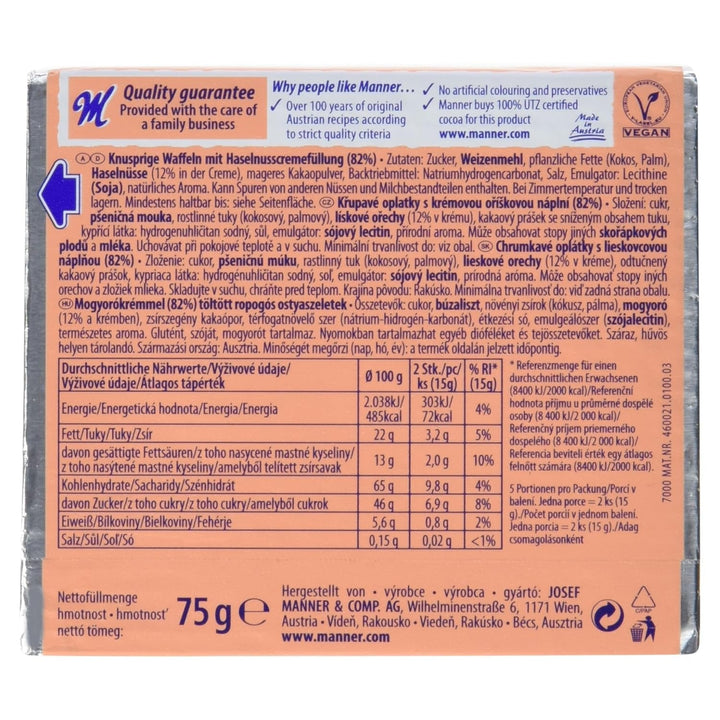 M
Quality guarantee
Provided with the care of
a family business
Why people like Manner...
✓ Over 100 years of original
Austrian recipes according
to strict quality criteria
✓ No artificial colouring and preservatives
✓ Manner buys 100% UTZ certified
cocoa for this product
www.manner.com
Made in Austria
V
VEGAN
A D Knusprige Waffeln mit Haselnusscremefüllung (82%) • Zutaten: Zucker, Weizenmehl, pflanzliche Fette (Kokos, Palm),
Haselnüsse (12% in der Creme), mageres Kakaopulver, Backtriebmittel: Natriumhydrogencarbonat, Salz, Emulgator: Lecithine
(Soja), natürliches Aroma. Kann Spuren von anderen Nüssen und Milchbestandteilen enthalten. Bei Zimmertemperatur und trocken
lagern. Mindestens haltbar bis: siehe Seitenfläche. CZ Křupavé oplatky s krémovou oříškovou náplní (82%) • Složení: cukr,
pšeničná mouka, rostlinné tuky (kokosový, palmový), lískové ořechy (12% v krému), kakaový prášek se sníženým obsahem tuku,
kypřící látka: hydrogenuhličitan sodný, sůl, emulgátor: sójový lecitin, přírodní aroma. Může obsahovat stopy jiných skořápkových
plodů a mléka. Uchovávat při pokojové teplotě a v suchu. Minimální trvanlivost do: viz obal. SK Chrumkavé oplátky s lieskovcovou
náplňou (82%) • Zloženie: cukor, pšeničnú múku, rastlinný tuk (kokosový, palmový), lieskové orechy (12% v kréme), odtučnený
kakaový prášok, kypriaca látka: hydrogénuhličitan sodný, soľ, emulgátor: sójový lecitín, prírodná aróma. Môže obsahovať stopy iných
orechov a zložiek mlieka. Skladujte v suchu, chráňte pred teplom. Krajina pôvodu: Rakúsko. Minimálna trvanlivosť do: viď zadná strana obalu.
HU Mogyorókrémmel (82%) töltött ropogós ostyaszeletek • Összetevők: cukor, búzaliszt, növényi zsírok (kókusz, pálma), mogyoró
(12% a krémben), zsírszegény kakaópor, térfogatnövelő szer (nátrium-hidrogén-karbonát), étkezési só, emulgeálószer (szójalecitin),
természetes aroma. Glutént, szóját, mogyorót tartalmaz. Nyomokban tartalmazhat egyéb dióféléket és tejösszetevőket. Száraz, hűvös
helyen tárolandó. Származási ország: Ausztria. Minőségét megőrzi (nap, hó, év): a termék oldalán jelzett időpontig.
Durchschnittliche Nährwerte/Výživové údaje/
Výživové údaje/Átlagos tápérték
Ø 100 g
2 Stk./pc/
ks (15g)
% RI*
(15g)
Energie/Energetická hodnota/Energia/Energia
2.038kJ/
485kcal
303kJ/
72kcal
4%
Fett/Tuky/Tuky/Zsír 22 g 3,2 g 5%
davon gesättigte Fettsäuren/z toho nasycené mastné kyseliny/
z toho nasýtené mastné kyseliny/amelyből telített zsírsavak
13 g 2,0 g 10%
Kohlenhydrate/Sacharidy/Szénhidrát 65 g 9,8 g 4%
davon Zucker/z toho cukry/z toho cukry/amelyből cukrok 46 g 6,9 g 8%
Eiweiß/Bílkoviny/Bielkoviny/Fehérje 5,6 g 0,8 g 2%
Salz/Sůl/Soľ/Só 0,15 g 0,02 g <1%
* Referenzmenge für einen
durchschnittlichen Erwachsenen
(8400 kJ/2000 kcal)/Referenční
hodnota příjmu u průměrné dospělé
osoby (8 400 kJ/2 000 kcal)/
Referenčný príjem priemerného
dospelého (8 400 kJ/2 000 kcal)/
Referencia beviteli érték egy átlagos
felnőtt számára (8400 kJ/2000 kcal)
5 Portionen pro Packung/Porcí v
balení. Jedna porce = 2 ks (15
g)./Počet porcií v jednom balení.
Jedna porcia = 2 ks (15 g)./Adag
csomagolásonként
7000 MAT.NR. 460021.0100.03
Nettofüllmenge
hmotnost • hmotnosť
nettó tömeg:
75 g e
Hergestellt von • výrobce • výrobca • gyártó: JOSEF
MANNER & COMP. AG, Wilhelminenstraße 6, 1171 Wien,
Austria • Vídeň, Rakousko • Viedeň, Rakúsko • Bécs, Ausztria
www.manner.com
C/PAP